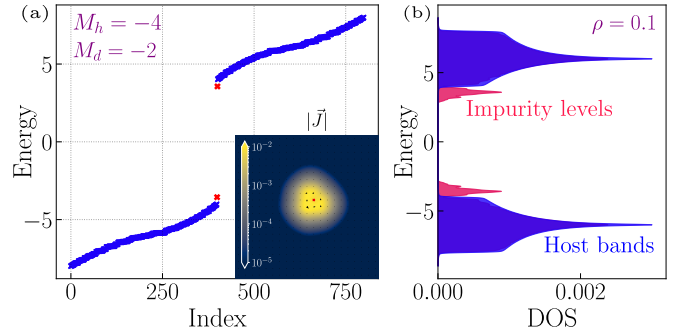 (a)
M_h = −4
M_d = −2
Energy
5
0
−5
|J⃗|
10⁻²
10⁻³
10⁻⁴
10⁻⁵
0
250
500
750
Index
(b)
ρ = 0.1
Energy
5
0
−5
Impurity levels
Host bands
0.000
0.002
DOS